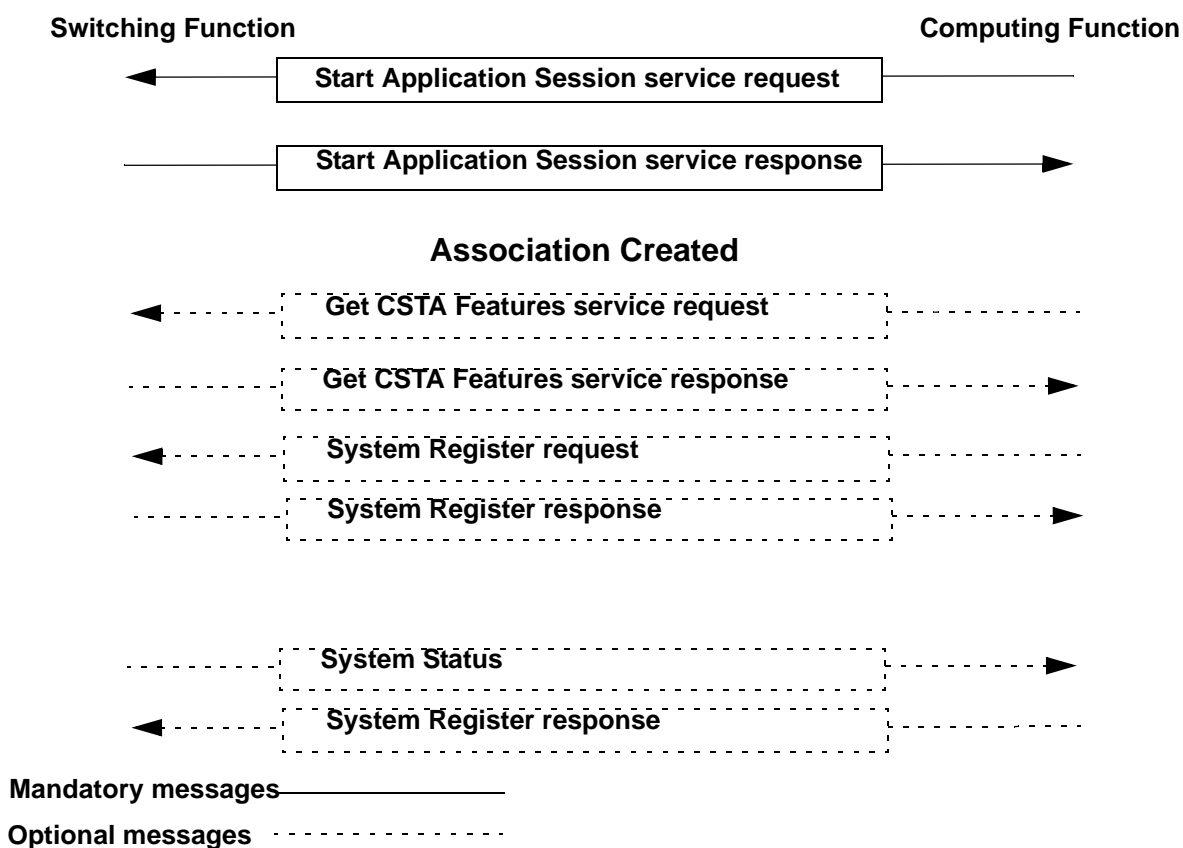 Switching Function
Computing Function
Start Application Session service request
Start Application Session service response
Association Created
Get CSTA Features service request
Get CSTA Features service response
System Register request
System Register response
System Status
System Register response
Mandatory messages
Optional messages